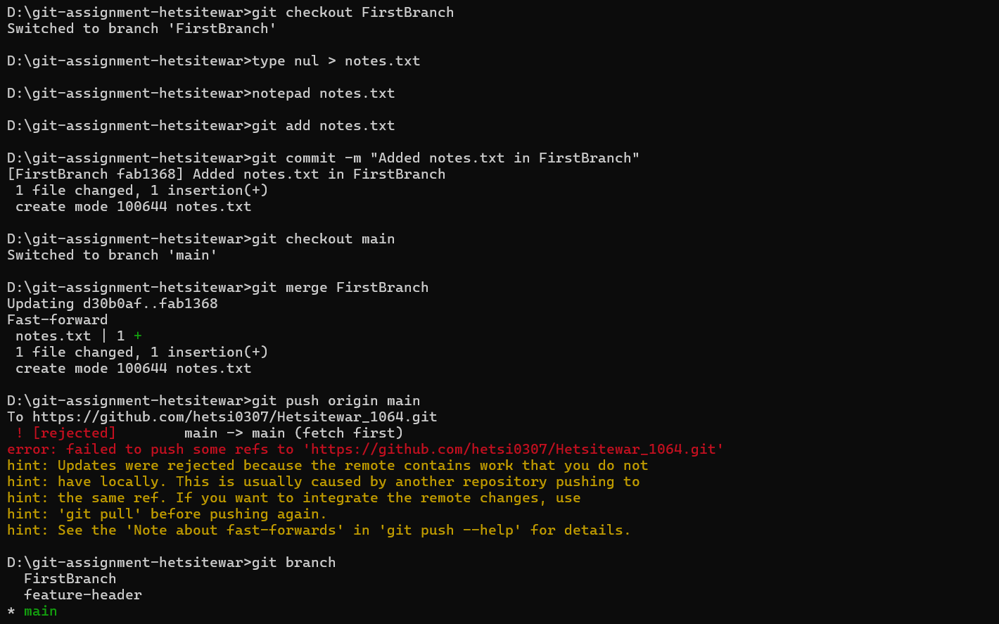 D:\git-assignment-hetsitewar>git checkout FirstBranch
Switched to branch 'FirstBranch'
D:\git-assignment-hetsitewar>type nul > notes.txt
D:\git-assignment-hetsitewar>notepad notes.txt
D:\git-assignment-hetsitewar>git add notes.txt
D:\git-assignment-hetsitewar>git commit -m "Added notes.txt in FirstBranch"
[FirstBranch fab1368] Added notes.txt in FirstBranch
 1 file changed, 1 insertion(+)
 create mode 100644 notes.txt
D:\git-assignment-hetsitewar>git checkout main
Switched to branch 'main'
D:\git-assignment-hetsitewar>git merge FirstBranch
Updating d30b0af..fab1368
Fast-forward
 notes.txt | 1 +
 1 file changed, 1 insertion(+)
 create mode 100644 notes.txt
D:\git-assignment-hetsitewar>git push origin main
To https://github.com/hetsi0307/Hetsitewar_1064.git
 ! [rejected]        main -> main (fetch first)
error: failed to push some refs to 'https://github.com/hetsi0307/Hetsitewar_1064.git'
hint: Updates were rejected because the remote contains work that you do not
hint: have locally. This is usually caused by another repository pushing to
hint: the same ref. If you want to integrate the remote changes, use
hint: 'git pull' before pushing again.
hint: See the 'Note about fast-forwards' in 'git push --help' for details.
D:\git-assignment-hetsitewar>git branch
  FirstBranch
  feature-header
* main